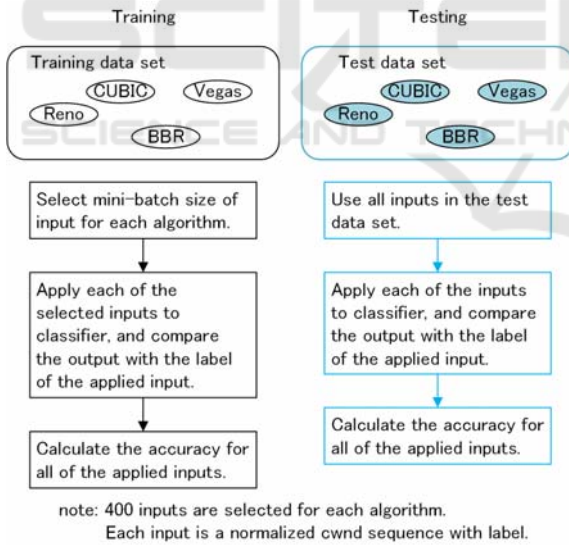 Training
Testing
Training data set
CUBIC
Vegas
Reno
BBR
Test data set
CUBIC
Vegas
Reno
BBR
SCIENCE AND TECHN
Select mini-batch size of
input for each algorithm.
Apply each of the
selected inputs to
classifier, and compare
the output with the label
of the applied input.
Calculate the accuracy for
all of the applied inputs.
Use all inputs in the test
data set.
Apply each of the inputs
to classifier, and compare
the output with the label
of the applied input.
Calculate the accuracy for
all of the applied inputs.
note: 400 inputs are selected for each algorithm.
Each input is a normalized cwnd sequence with label.